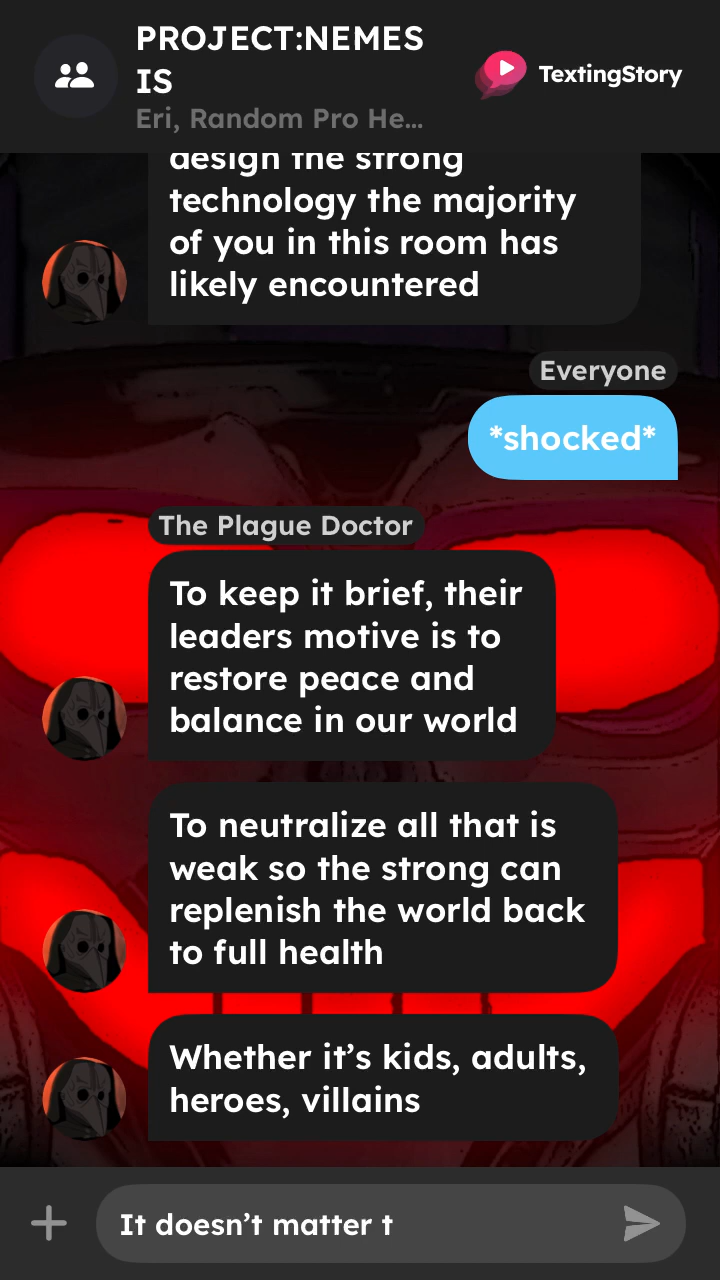 PROJECT:NEMES
IS
TextingStory
Eri, Random Pro He...
design the strong
technology the majority
of you in this room has
likely encountered
Everyone
*shocked*
The Plague Doctor
To keep it brief, their
leaders motive is to
restore peace and
balance in our world
To neutralize all that is
weak so the strong can
replenish the world back
to full health
Whether it’s kids, adults,
heroes, villains
It doesn’t matter t